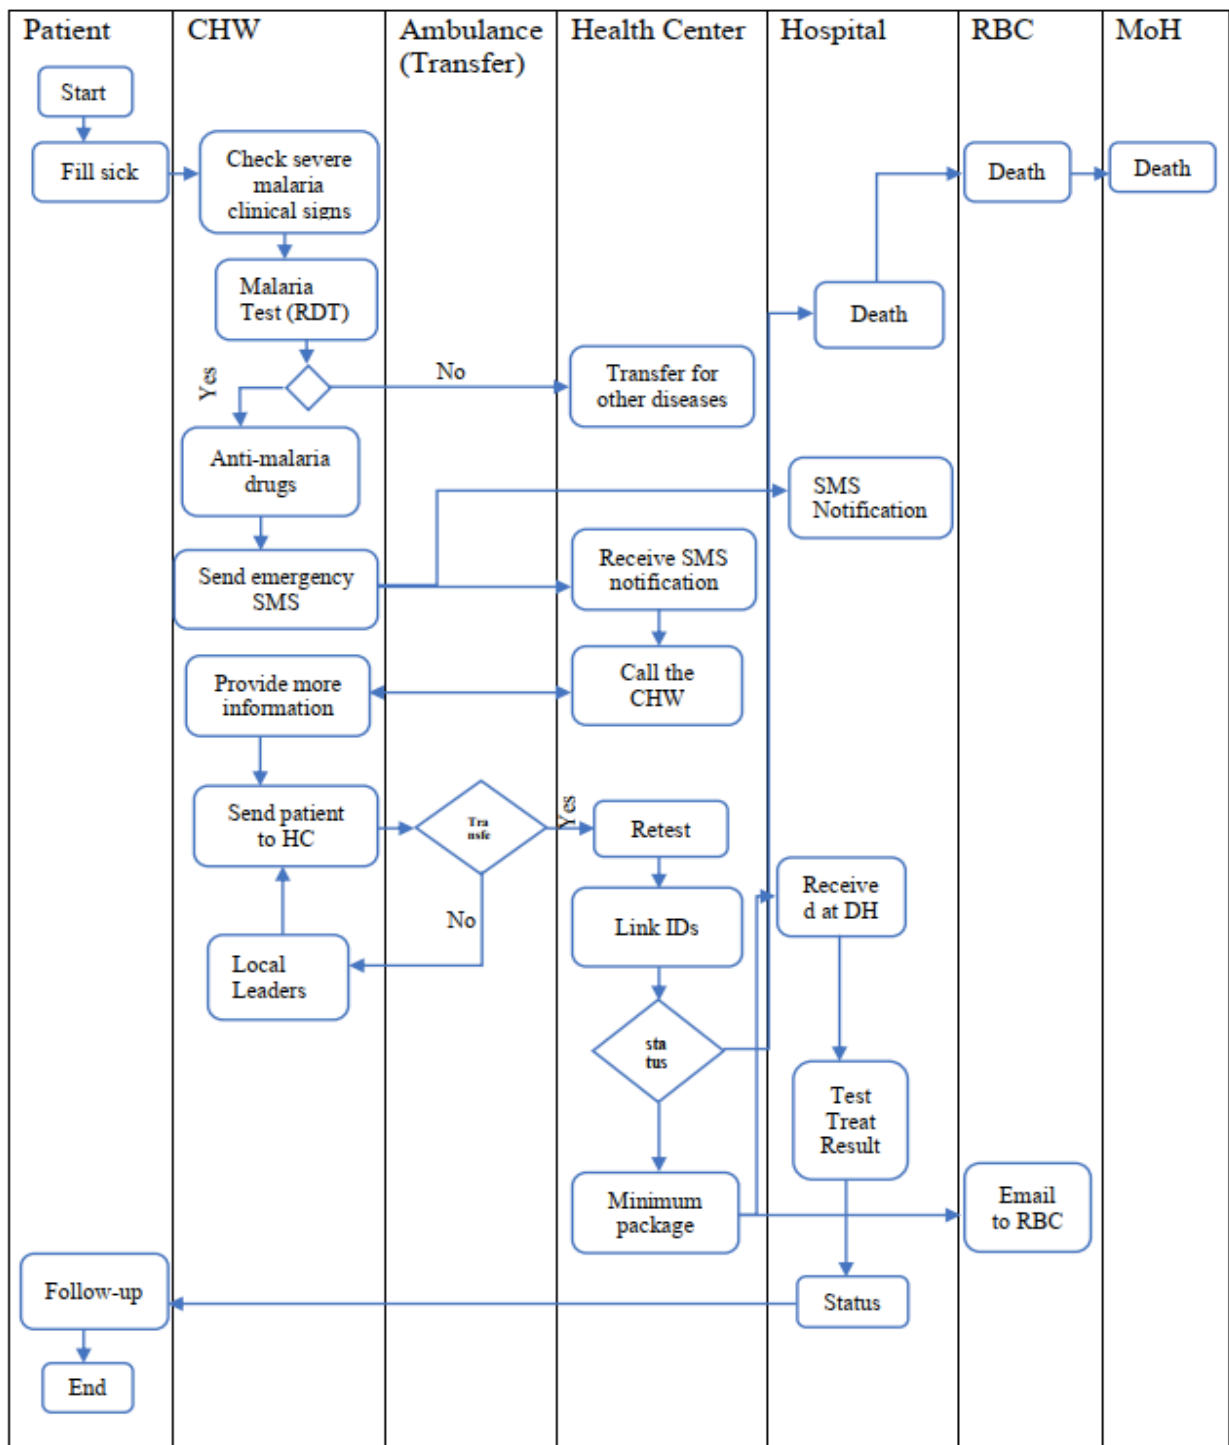 Patient
CHW
Ambulance
(Transfer)
Health Center
Hospital
RBC
MoH
Start
Fill sick
Check severe
malaria
clinical signs
Death
Death
Malaria
Test (RDT)
Death
Yes
No
Transfer for
other diseases
Anti-malaria
drugs
SMS
Notification
Send emergency
SMS
Receive SMS
notification
Provide more
information
Call the
CHW
Send patient
to HC
Tra
nsfe
Yes
Retest
No
Receive
d at DH
Link IDs
Local
Leaders
sta
tus
Test
Treat
Result
Minimum
package
Email
to RBC
Follow-up
Status
End